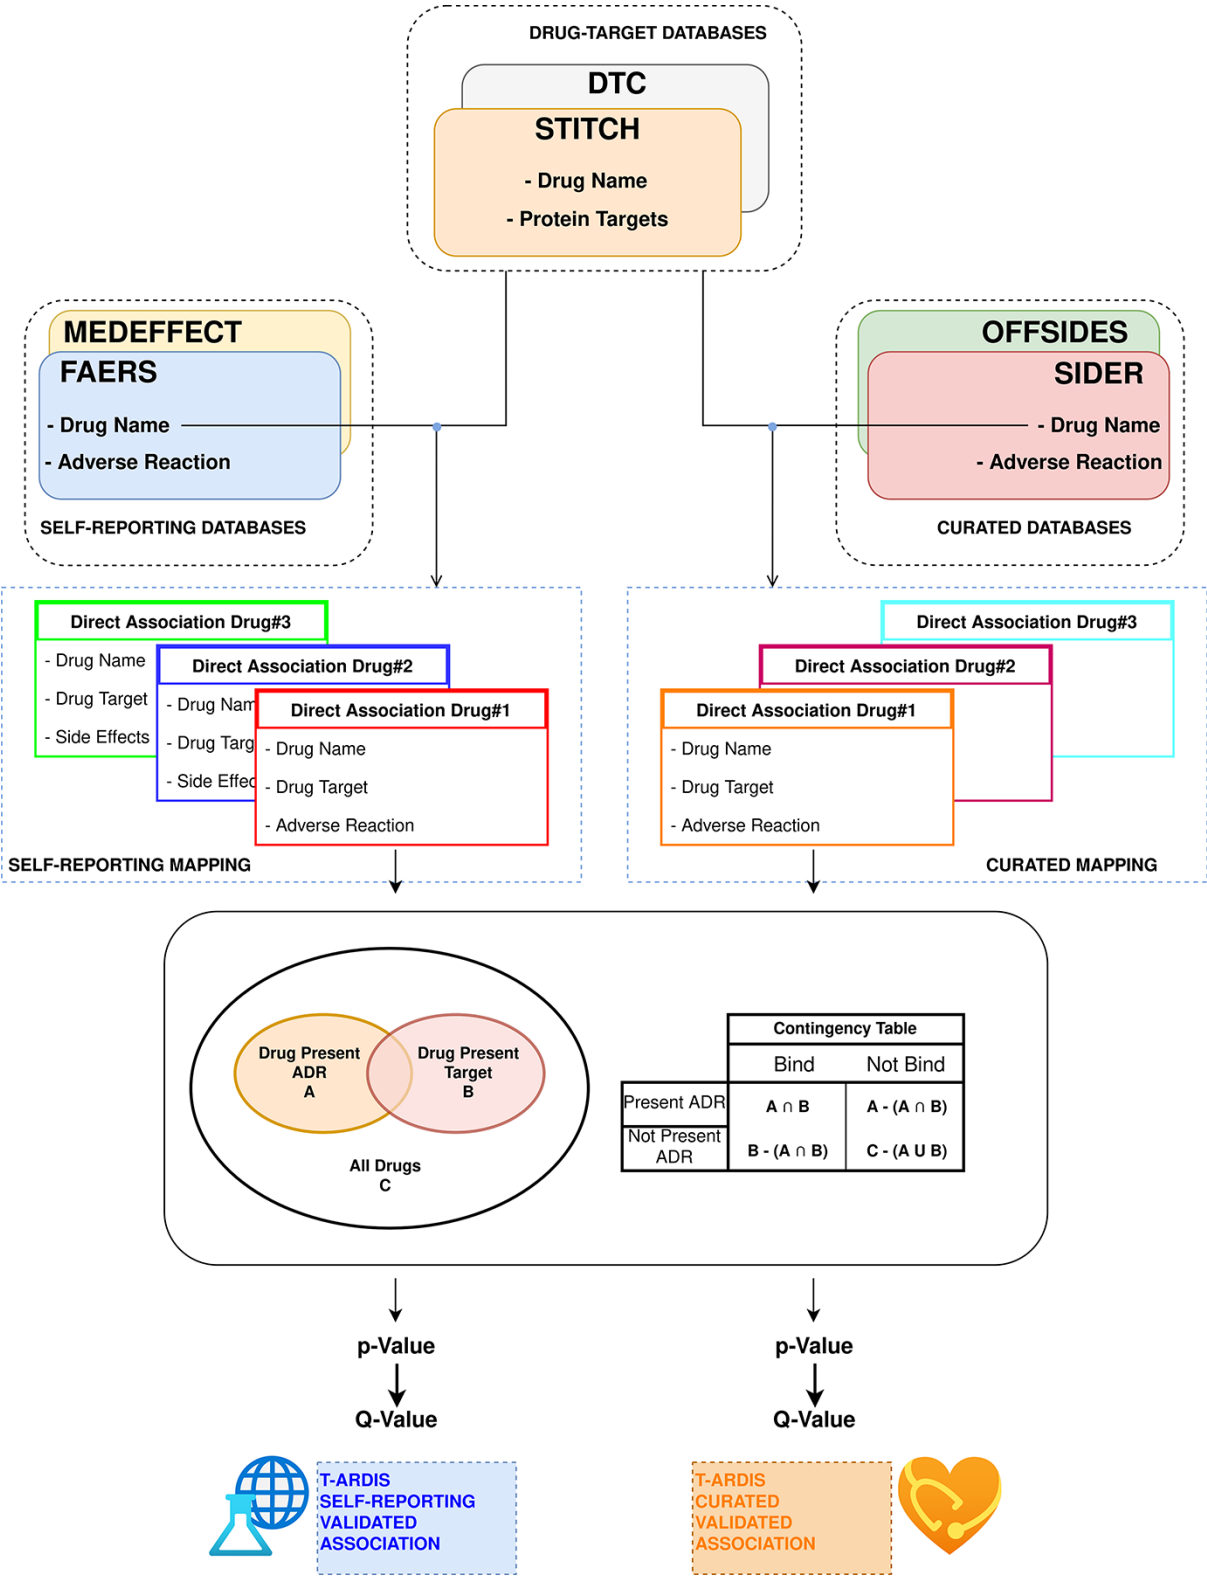 DRUG-TARGET DATABASES
DTC
STITCH
- Drug Name
- Protein Targets
MEDEFFECT
FAERS
- Drug Name
- Adverse Reaction
SELF-REPORTING DATABASES
OFFSIDES
SIDER
- Drug Name
- Adverse Reaction
CURATED DATABASES
Direct Association Drug#3
- Drug Name
- Drug Target
- Side Effects
Direct Association Drug#2
- Drug Nam
- Drug Targ
- Side Effec
Direct Association Drug#1
- Drug Name
- Drug Target
- Adverse Reaction
SELF-REPORTING MAPPING
Direct Association Drug#3
Direct Association Drug#2
Direct Association Drug#1
- Drug Name
- Drug Target
- Adverse Reaction
CURATED MAPPING
Drug Present
ADR
A
Drug Present
Target
B
All Drugs
C
Contingency Table
Bind Not Bind
Present ADR A ∩ B A - (A ∩ B)
Not Present
ADR
B - (A ∩ B) C - (A U B)
p-Value
Q-Value
p-Value
Q-Value
T-ARDIS
SELF-REPORTING
VALIDATED
ASSOCIATION
T-ARDIS
CURATED
VALIDATED
ASSOCIATION